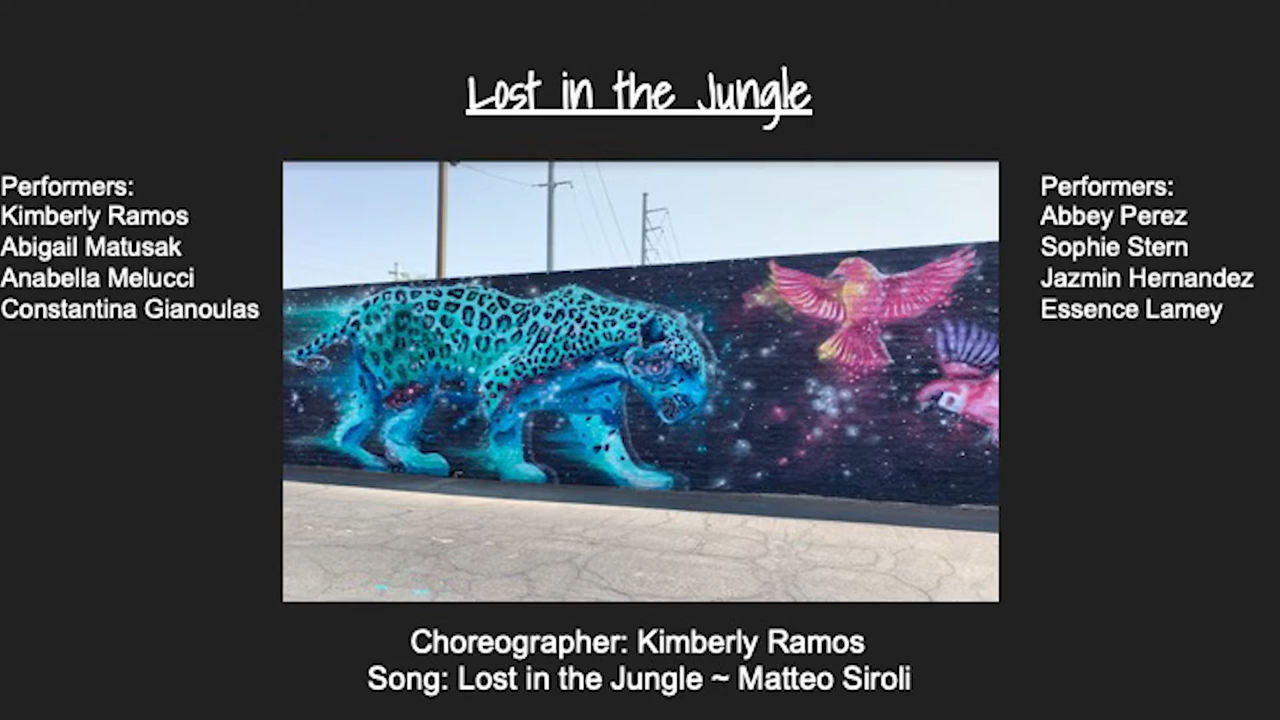 Lost in the Jungle
Performers:
Kimberly Ramos
Abigail Matusak
Anabella Melucci
Constantina Gianoulas
Performers:
Abbey Perez
Sophie Stern
Jazmin Hernandez
Essence Lamey
Choreographer: Kimberly Ramos
Song: Lost in the Jungle ~ Matteo Siroli